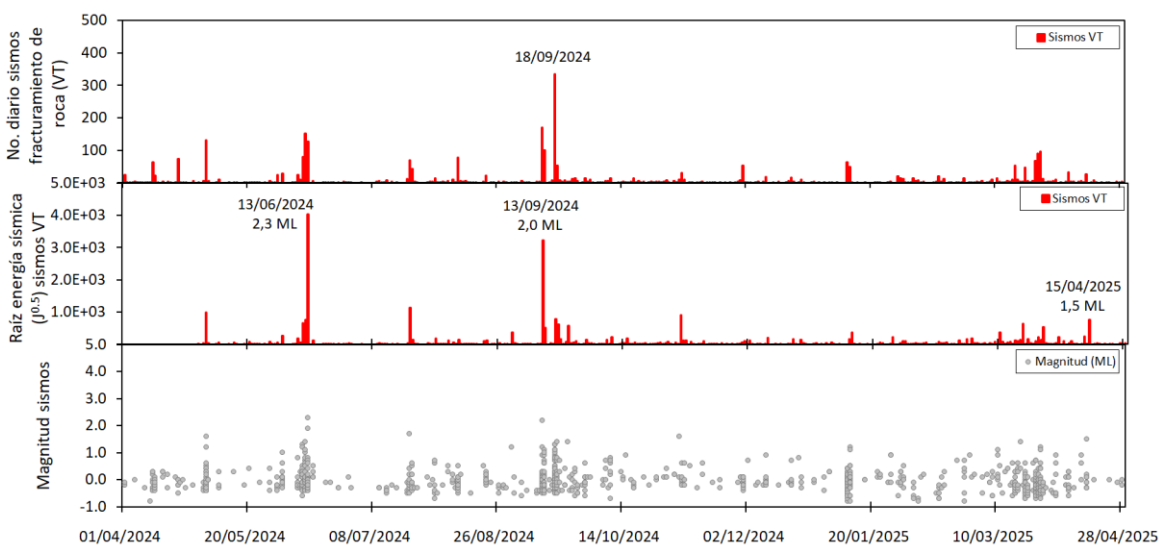 No. diario sismos
fracturamiento de
roca (VT)
500
400
300
200
100
Sismos VT
18/09/2024
Raíz energía sísmica
(J⁰·⁵) sismos VT
5.0E+03
4.0E+03
3.0E+03
2.0E+03
1.0E+03
Sismos VT
13/06/2024
2,3 ML
13/09/2024
2,0 ML
15/04/2025
1,5 ML
Magnitud sismos
5.0
4.0
3.0
2.0
1.0
0.0
-1.0
Magnitud (ML)
01/04/2024 20/05/2024 08/07/2024 26/08/2024 14/10/2024 02/12/2024 20/01/2025 10/03/2025 28/04/2025